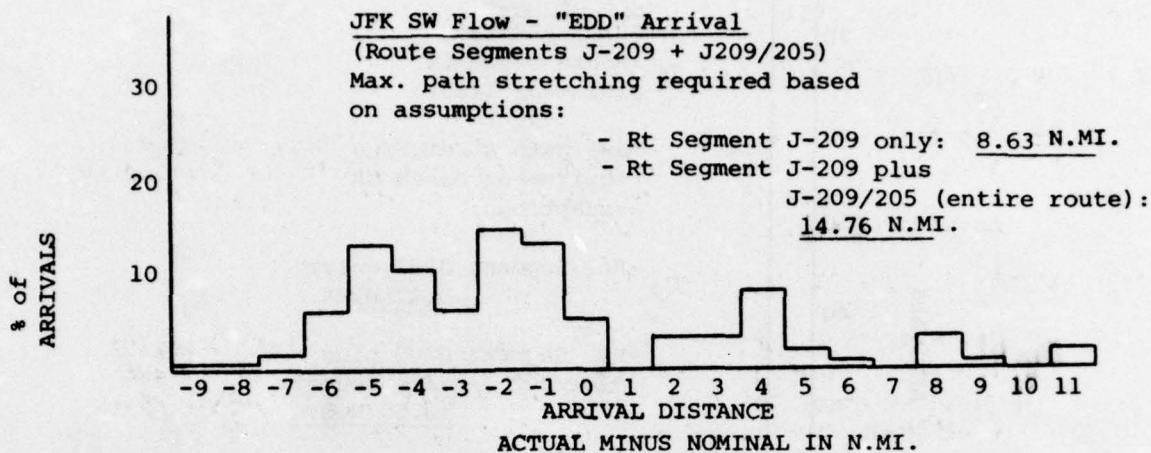 JFK SW Flow - "EDD" Arrival
(Route Segments J-209 + J209/205)
Max. path stretching required based
on assumptions:
- Rt Segment J-209 only: 8.63 N.MI.
- Rt Segment J-209 plus
J-209/205 (entire route):
14.76 N.MI.
30
20
10
% of
ARRIVALS
-9 -8 -7 -6 -5 -4 -3 -2 -1 0 1 2 3 4 5 6 7 8 9 10 11
ARRIVAL DISTANCE
ACTUAL MINUS NOMINAL IN N.MI.